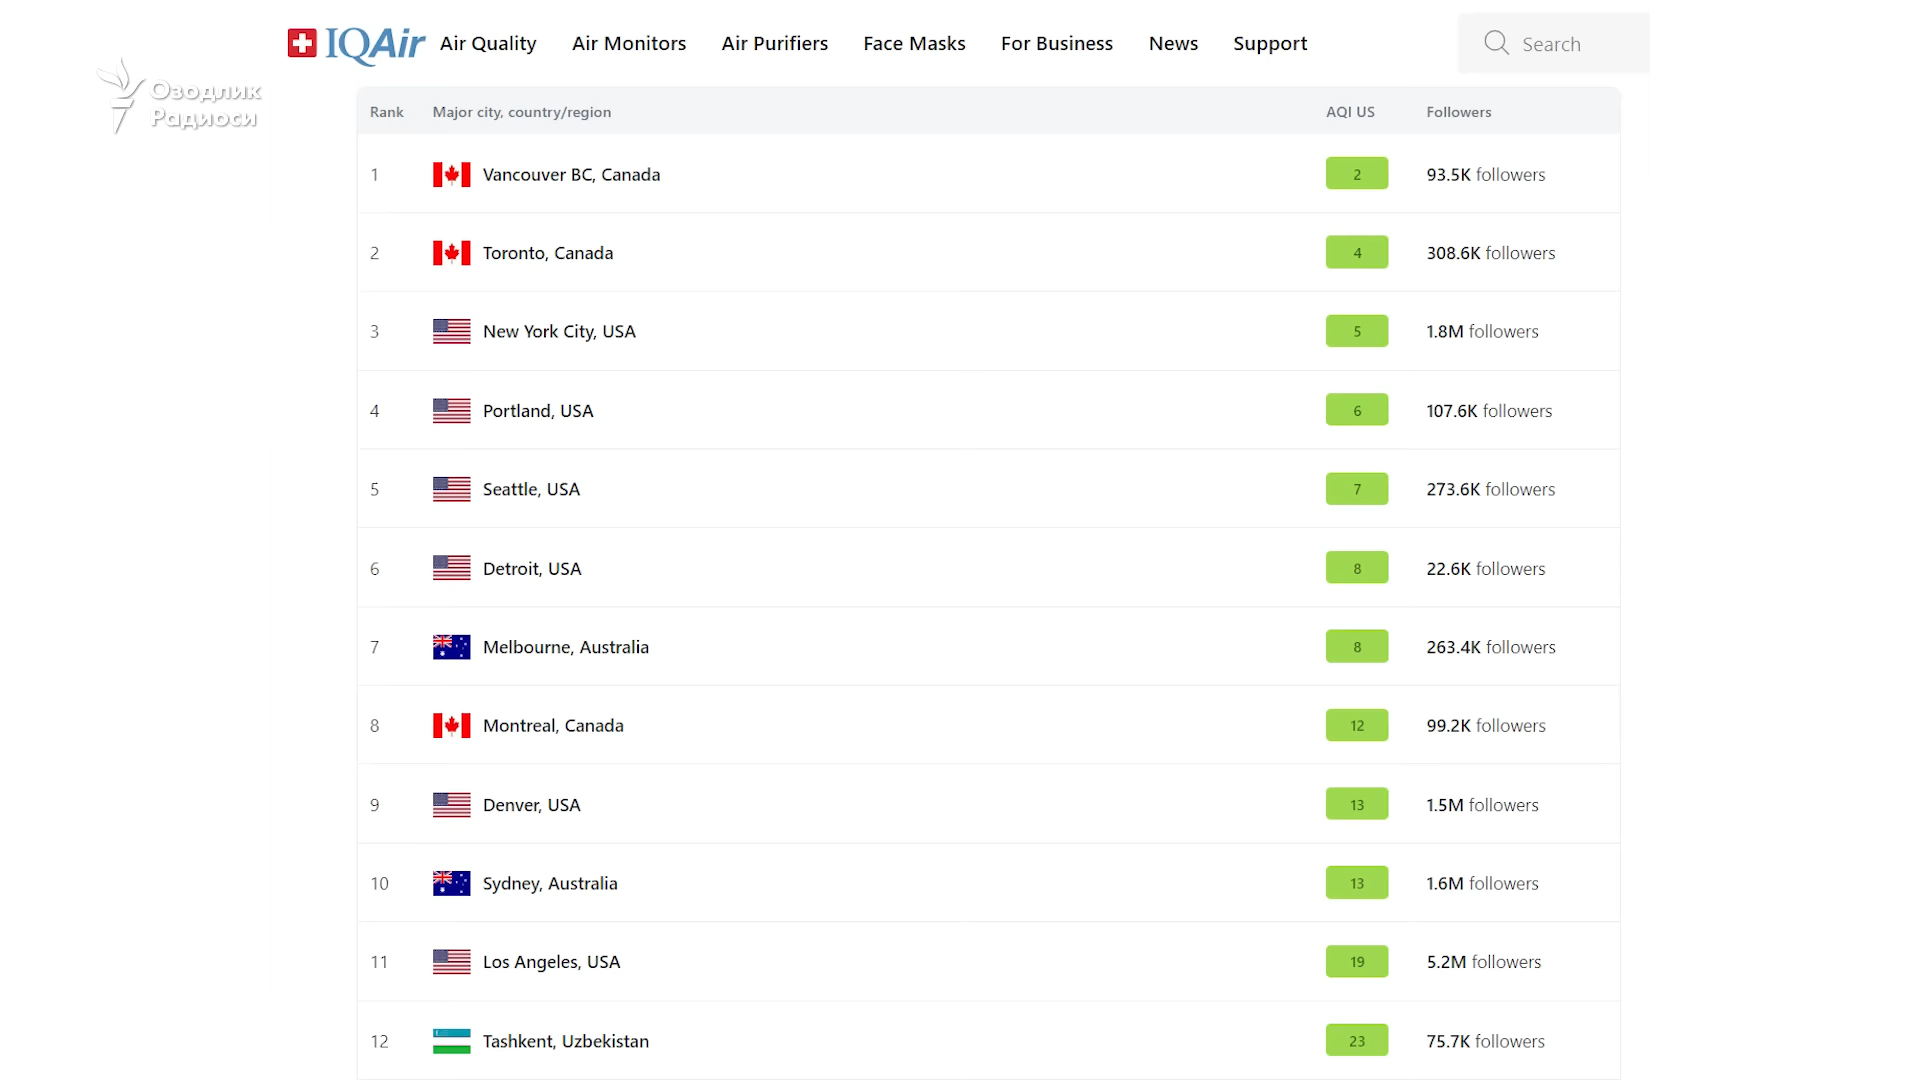 IQAir Air Quality Air Monitors Air Purifiers Face Masks For Business News Support Search
Озодлик
Радиоси
Rank Major city, country/region AQI US Followers
1 Vancouver BC, Canada 2 93.5K followers
2 Toronto, Canada 4 308.6K followers
3 New York City, USA 5 1.8M followers
4 Portland, USA 6 107.6K followers
5 Seattle, USA 7 273.6K followers
6 Detroit, USA 8 22.6K followers
7 Melbourne, Australia 8 263.4K followers
8 Montreal, Canada 12 99.2K followers
9 Denver, USA 13 1.5M followers
10 Sydney, Australia 13 1.6M followers
11 Los Angeles, USA 19 5.2M followers
12 Tashkent, Uzbekistan 23 75.7K followers